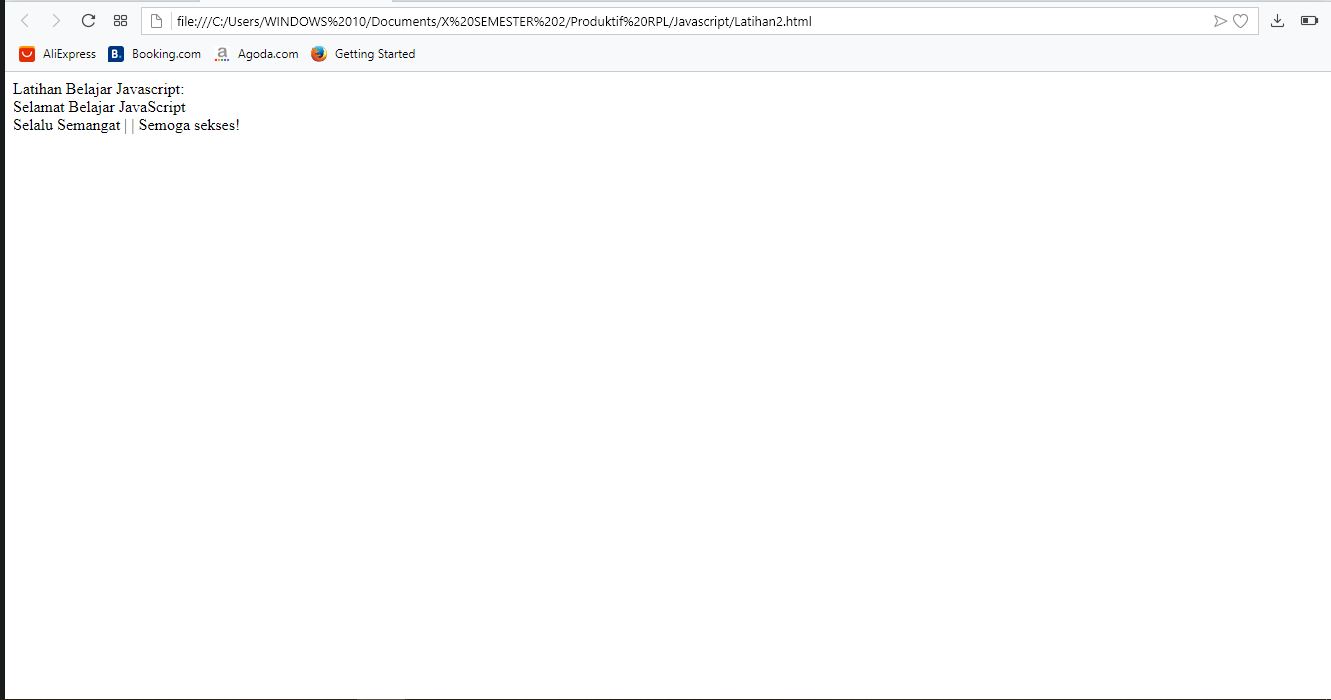 file:///C:/Users/WINDOWS%2010/Documents/X%20SEMESTER%202/Produktif%20RPL/Javascript/Latihan2.html
AliExpress B. Booking.com a Agoda.com Getting Started
Latihan Belajar Javascript:
Selamat Belajar JavaScript
Selalu Semangat | | Semoga sekses!